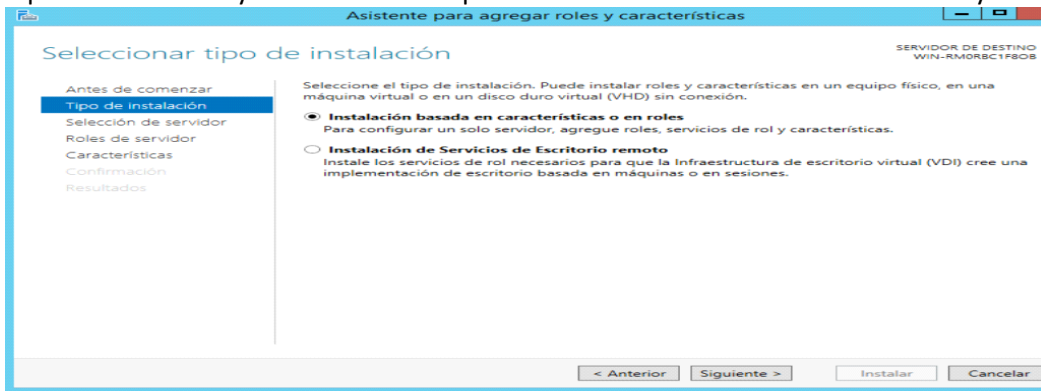 Asistente para agregar roles y características
Seleccionar tipo de instalación
SERVIDOR DE DESTINO
WIN-RM0RBC1F8OB
Antes de comenzar
Tipo de instalación
Selección de servidor
Roles de servidor
Características
Confirmación
Resultados
Seleccione el tipo de instalación. Puede instalar roles y características en un equipo físico, en una
máquina virtual o en un disco duro virtual (VHD) sin conexión.
Instalación basada en características o en roles
Para configurar un solo servidor, agregue roles, servicios de rol y características.
Instalación de Servicios de Escritorio remoto
Instale los servicios de rol necesarios para que la Infraestructura de escritorio virtual (VDI) cree una
implementación de escritorio basada en máquinas o en sesiones.
< Anterior Siguiente > Instalar Cancelar